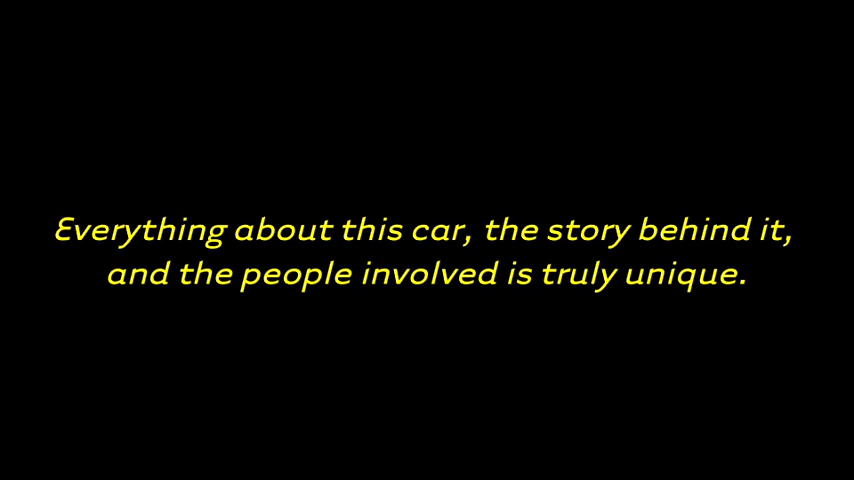 Everything about this car, the story behind it,
and the people involved is truly unique.